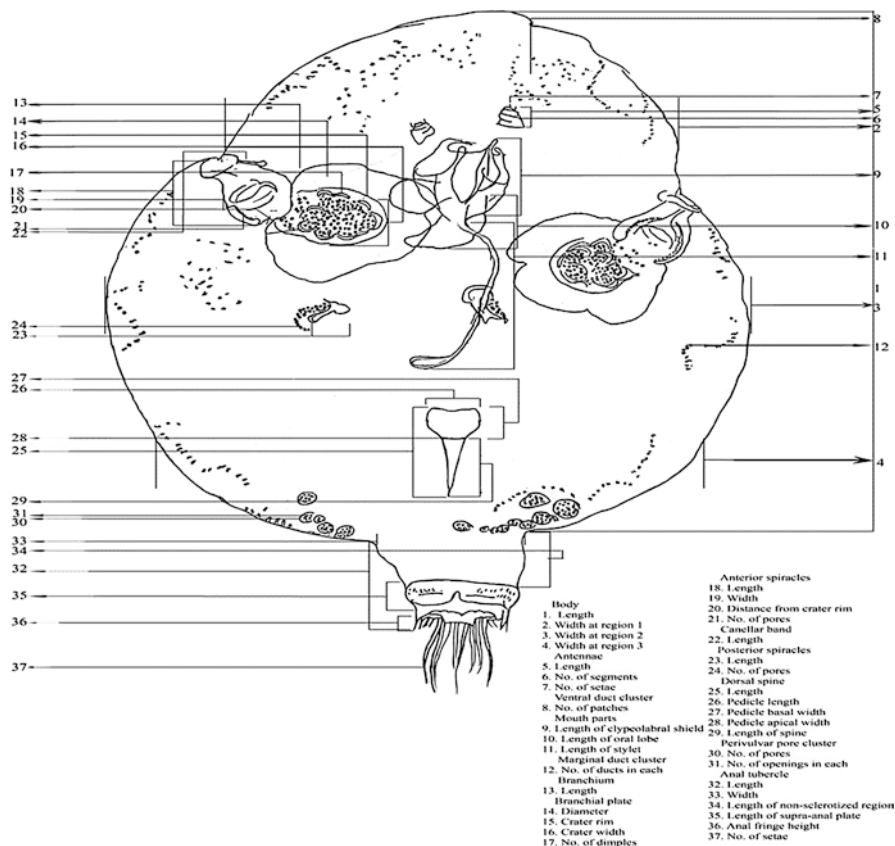 8
7
5
6
2
9
10
11
1
3
12
4
13
14
15
16
17
18
19
20
21
22
24
23
27
26
28
25
29
31
30
33
34
32
35
36
37
Body
1. Length
2. Width at region 1
3. Width at region 2
4. Width at region 3
Antennae
5. Length
6. No. of segments
7. No. of setae
Ventral duct cluster
8. No. of patches
Mouth parts
9. Length of clypeolabral shield
10. Length of oral lobe
11. Length of stylet
Marginal duct cluster
12. No. of ducts in each
Branchium
13. Length
Branchial plate
14. Diameter
15. Crater rim
16. Crater width
17. No. of dimples
Anterior spiracles
18. Length
19. Width
20. Distance from crater rim
21. No. of pores
Canellar band
22. Length
Posterior spiracles
23. Length
24. No. of pores
Dorsal spine
25. Length
26. Pedicle length
27. Pedicle basal width
28. Pedicle apical width
29. Length of spine
Perivulvar pore cluster
30. No. of pores
31. No. of openings in each
Anal tubercle
32. Length
33. Width
34. Length of non-sclerotized region
35. Length of supra-anal plate
36. Anal fringe height
37. No. of setae